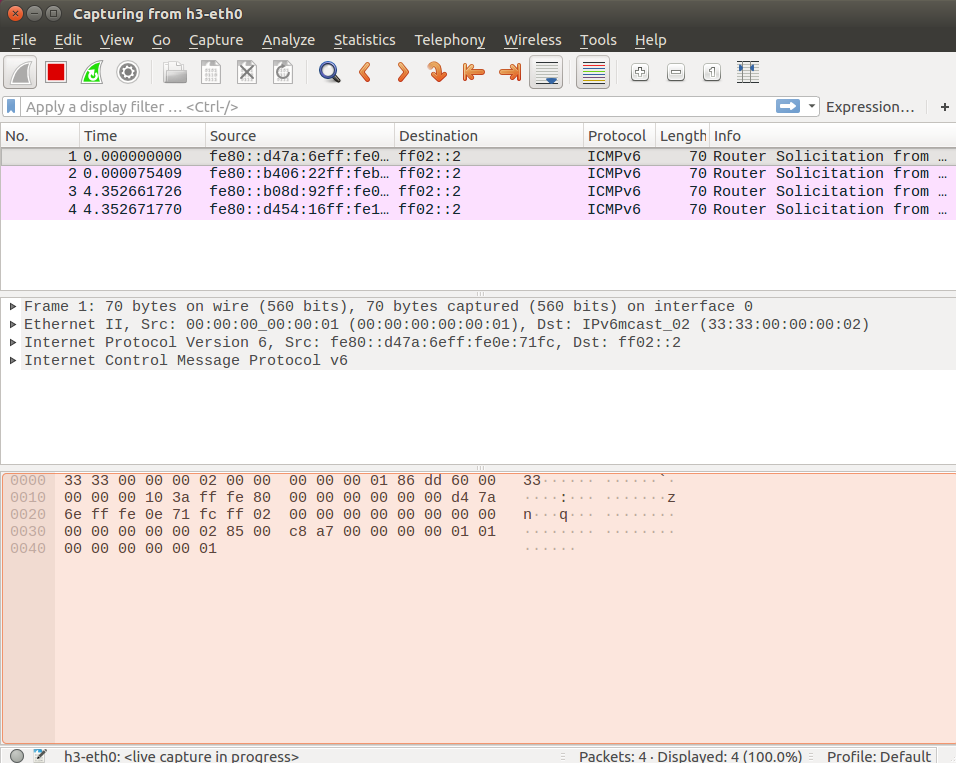 Capturing from h3-eth0
File Edit View Go Capture Analyze Statistics Telephony Wireless Tools Help
Apply a display filter … <Ctrl-/> Expression… +
No. Time Source Destination Protocol Length Info
1 0.000000000 fe80::d47a:6eff:fe0… ff02::2 ICMPv6 70 Router Solicitation from …
2 0.000075409 fe80::b406:22ff:feb… ff02::2 ICMPv6 70 Router Solicitation from …
3 4.352661726 fe80::b08d:92ff:fe0… ff02::2 ICMPv6 70 Router Solicitation from …
4 4.352671770 fe80::d454:16ff:fe1… ff02::2 ICMPv6 70 Router Solicitation from …
Frame 1: 70 bytes on wire (560 bits), 70 bytes captured (560 bits) on interface 0
Ethernet II, Src: 00:00:00_00:00:01 (00:00:00:00:00:01), Dst: IPv6mcast_02 (33:33:00:00:00:02)
Internet Protocol Version 6, Src: fe80::d47a:6eff:fe0e:71fc, Dst: ff02::2
Internet Control Message Protocol v6
0000 33 33 00 00 00 02 00 00 00 00 00 01 86 dd 60 00 33······ ······`·
0010 00 00 00 10 3a ff fe 80 00 00 00 00 00 00 d4 7a ····:··· ·······z
0020 6e ff fe 0e 71 fc ff 02 00 00 00 00 00 00 00 00 n···q··· ········
0030 00 00 00 00 00 02 85 00 c8 a7 00 00 00 00 01 01 ········ ········
0040 00 00 00 00 00 01 ······
h3-eth0: <live capture in progress> Packets: 4 · Displayed: 4 (100.0%) Profile: Default